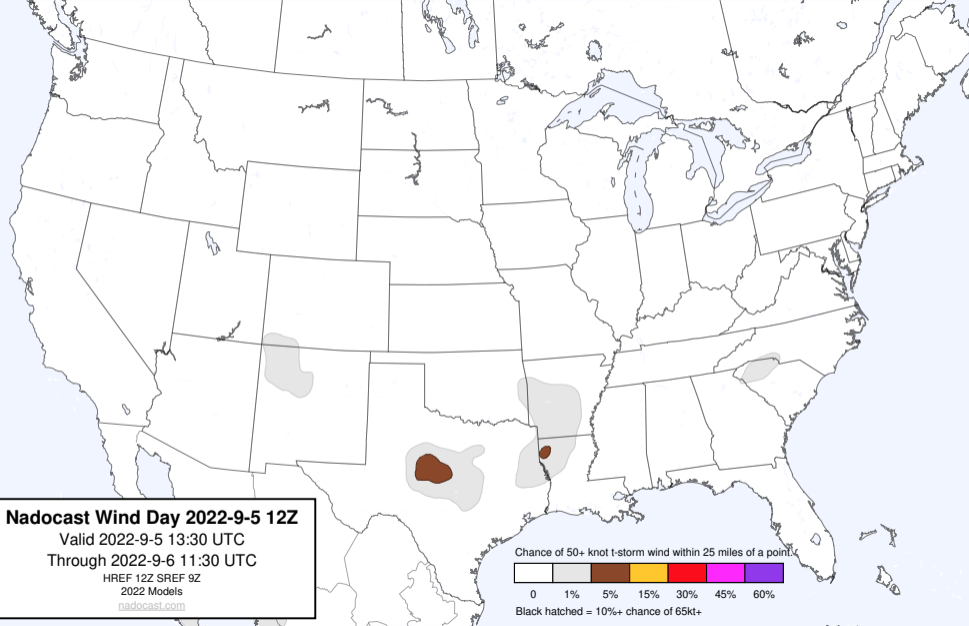 Nadocast Wind Day 2022-9-5 12Z
Valid 2022-9-5 13:30 UTC
Through 2022-9-6 11:30 UTC
HREF 12Z SREF 9Z
2022 Models
nadocast.com
Chance of 50+ knot t-storm wind within 25 miles of a point.
0 1% 5% 15% 30% 45% 60%
Black hatched = 10%+ chance of 65kt+